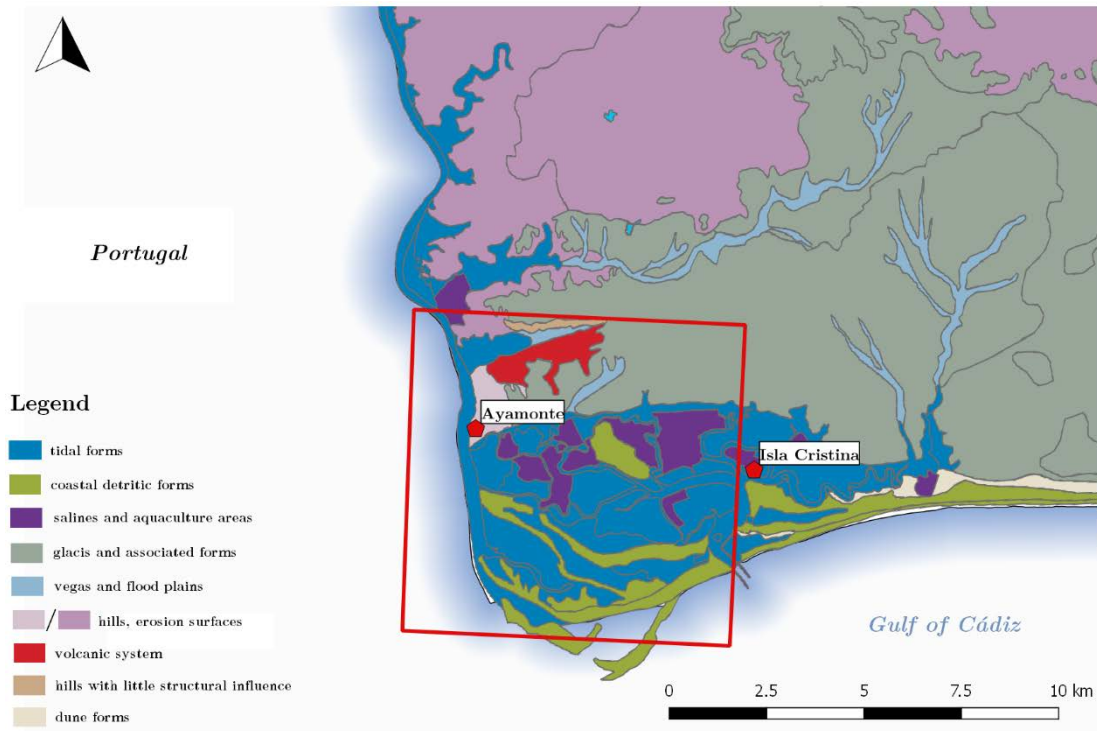 Portugal
Legend
tidal forms
coastal detritic forms
salines and aquaculture areas
glacis and associated forms
vegas and flood plains
/ hills, erosion surfaces
volcanic system
hills with little structural influence
dune forms
Ayamonte
Isla Cristina
Gulf of Cádiz
0 2.5 5 7.5 10 km